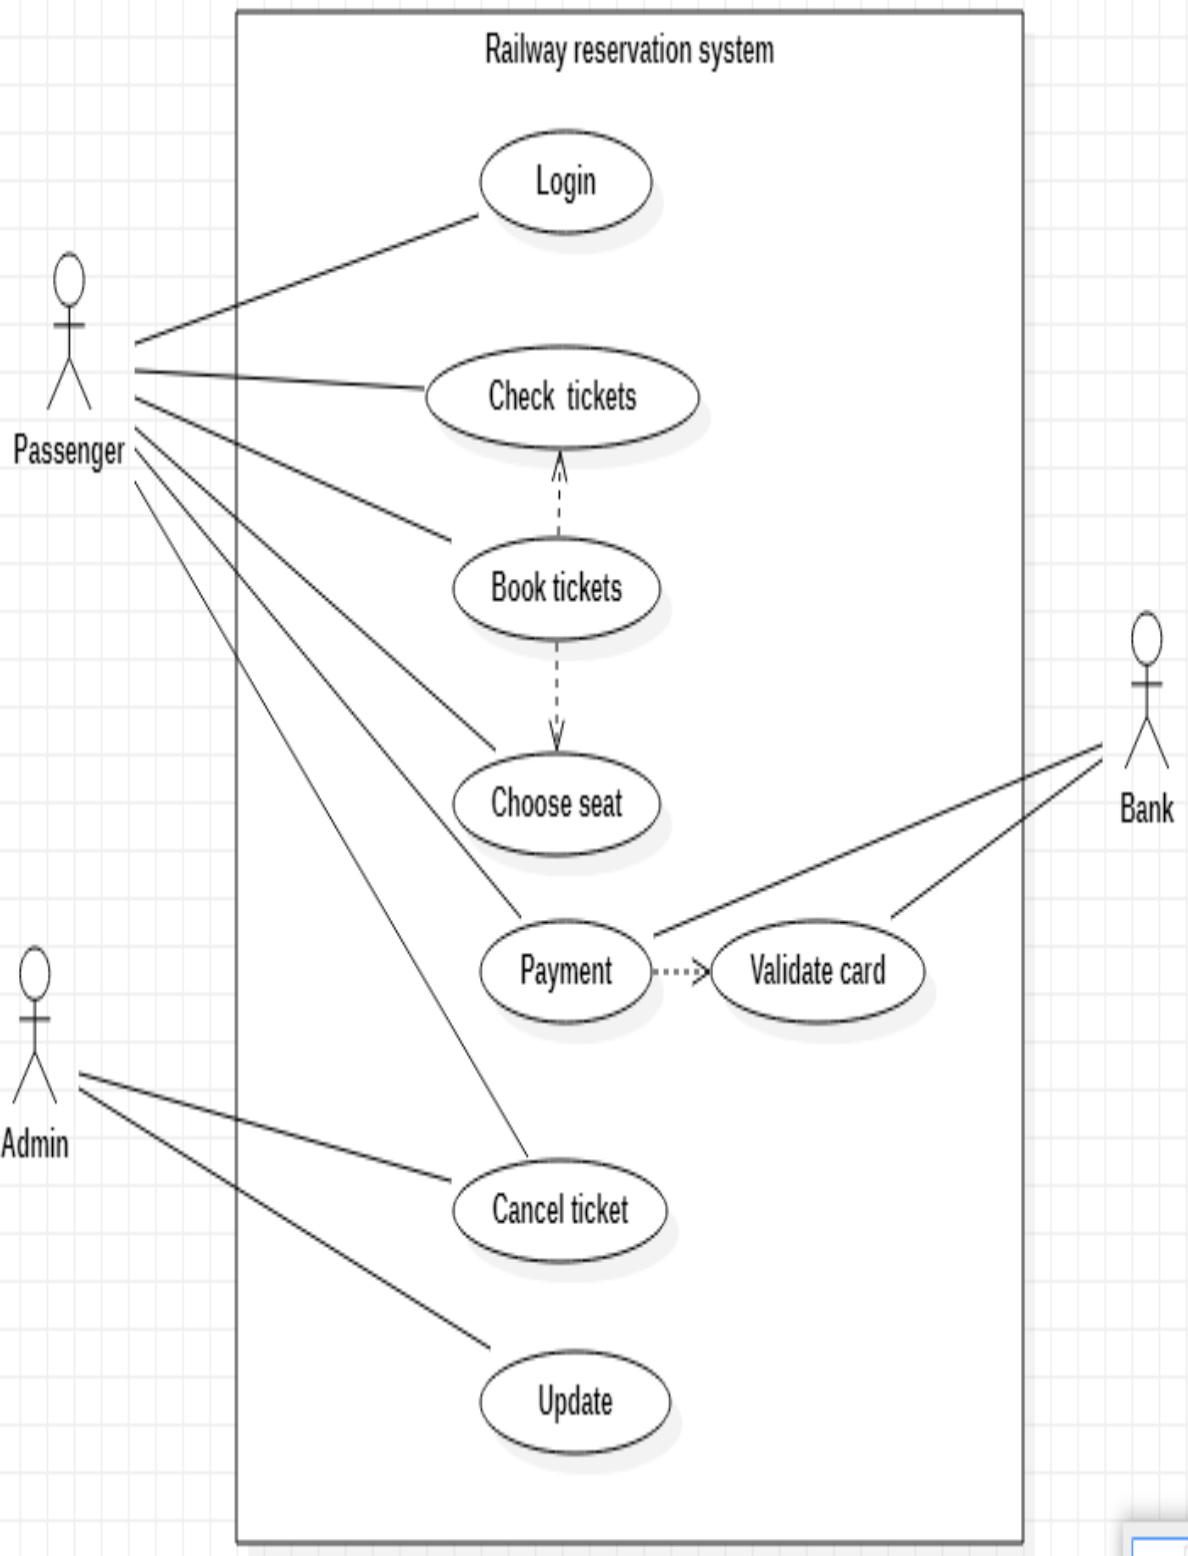 Railway reservation system
Login
Check tickets
Passenger
Book tickets
Choose seat
Bank
Payment
Validate card
Admin
Cancel ticket
Update